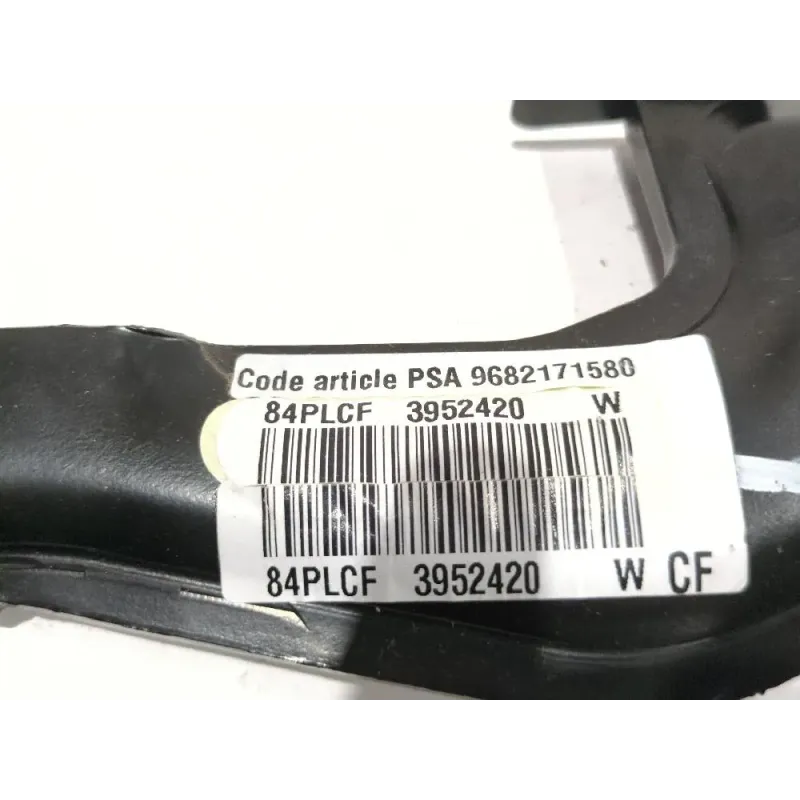 Code article PSA 9682171580
84PLCF 3952420 W
84PLCF 3952420 W CF